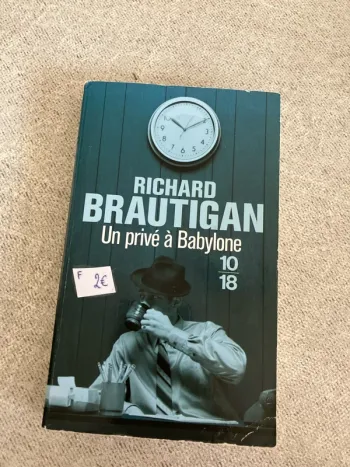 RICHARD
BRAUTIGAN
Un privé à Babylone
10
18
F
2€